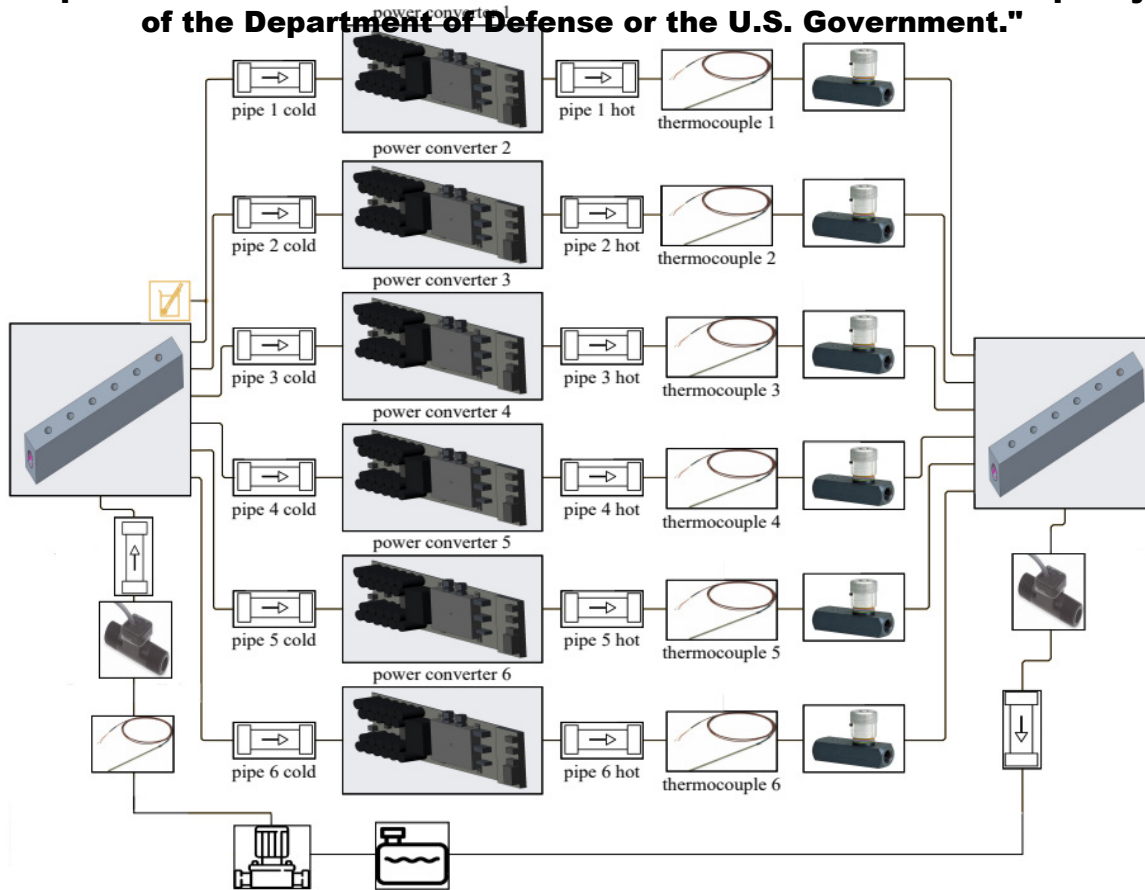 of the Department of Defense or the U.S. Government."
power converter 1
pipe 1 cold
pipe 1 hot
thermocouple 1
power converter 2
pipe 2 cold
pipe 2 hot
thermocouple 2
power converter 3
pipe 3 cold
pipe 3 hot
thermocouple 3
power converter 4
pipe 4 cold
pipe 4 hot
thermocouple 4
power converter 5
pipe 5 cold
pipe 5 hot
thermocouple 5
power converter 6
pipe 6 cold
pipe 6 hot
thermocouple 6